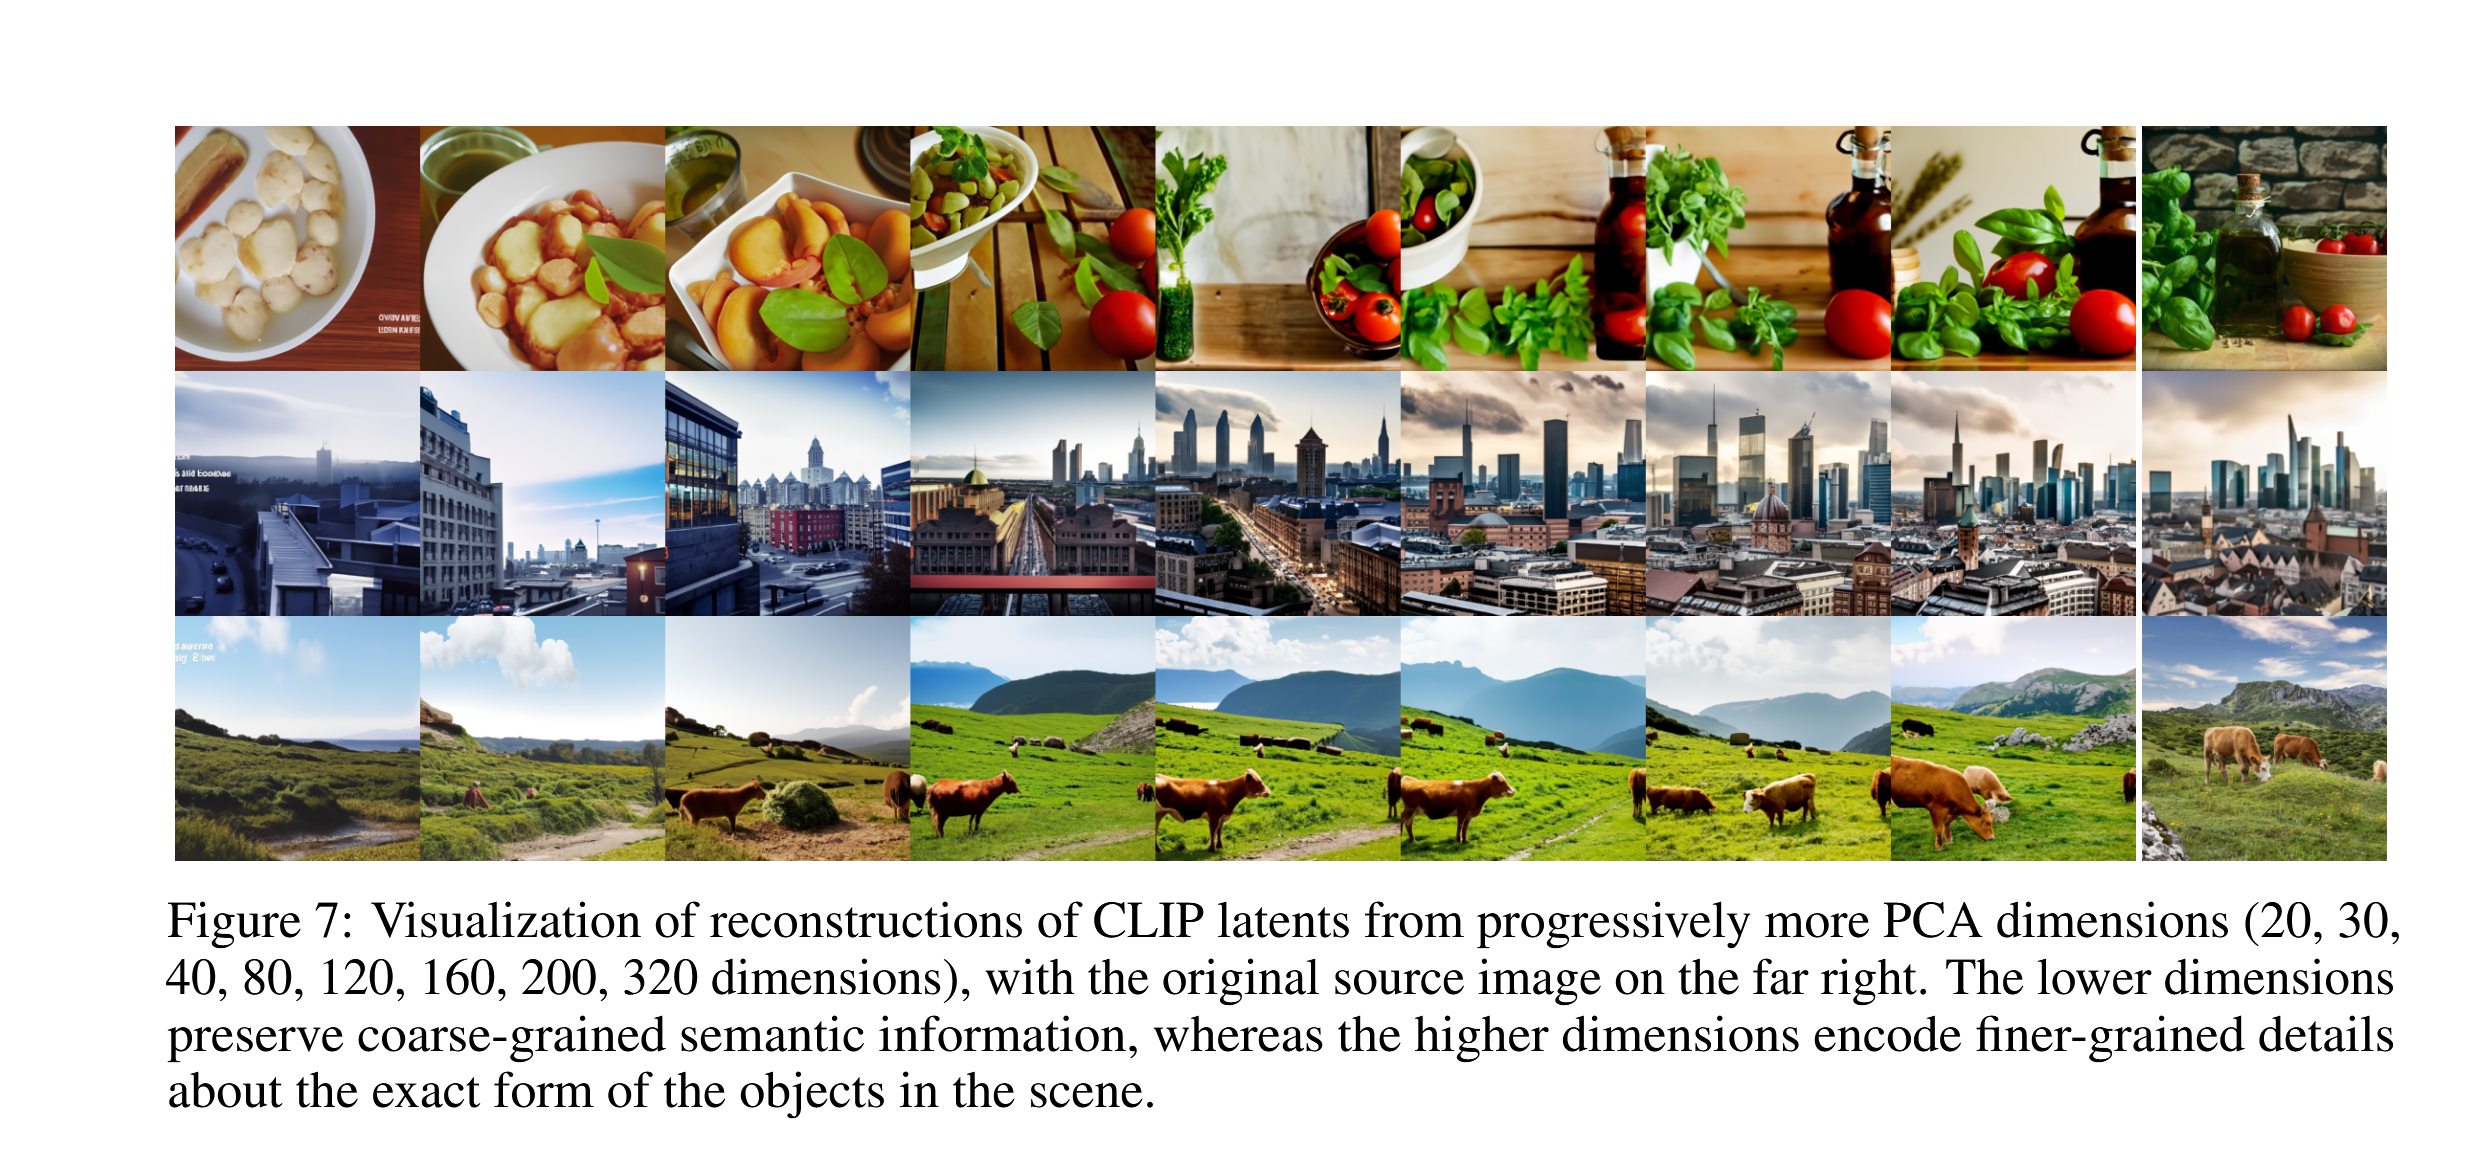 Figure 7: Visualization of reconstructions of CLIP latents from progressively more PCA dimensions (20, 30,
40, 80, 120, 160, 200, 320 dimensions), with the original source image on the far right. The lower dimensions
preserve coarse-grained semantic information, whereas the higher dimensions encode finer-grained details
about the exact form of the objects in the scene.